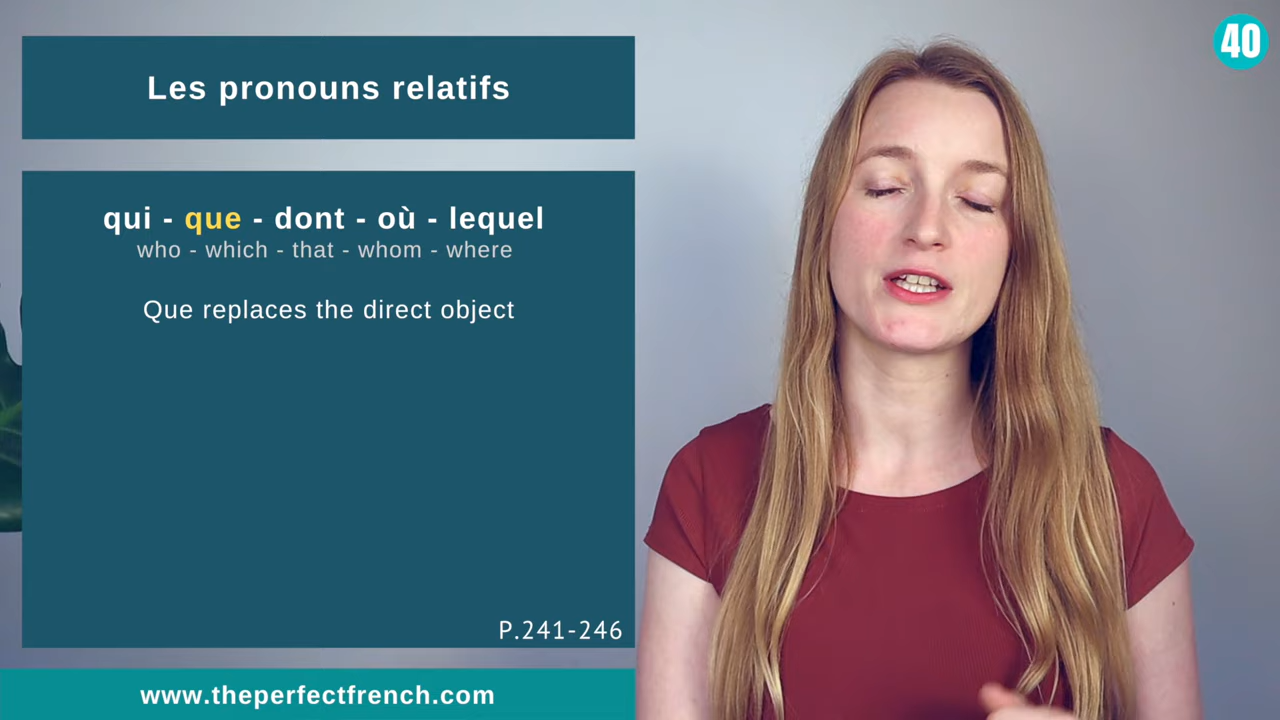 40
Les pronouns relatifs
qui - que - dont - où - lequel
who - which - that - whom - where
Que replaces the direct object
P.241-246
www.theperfectfrench.com